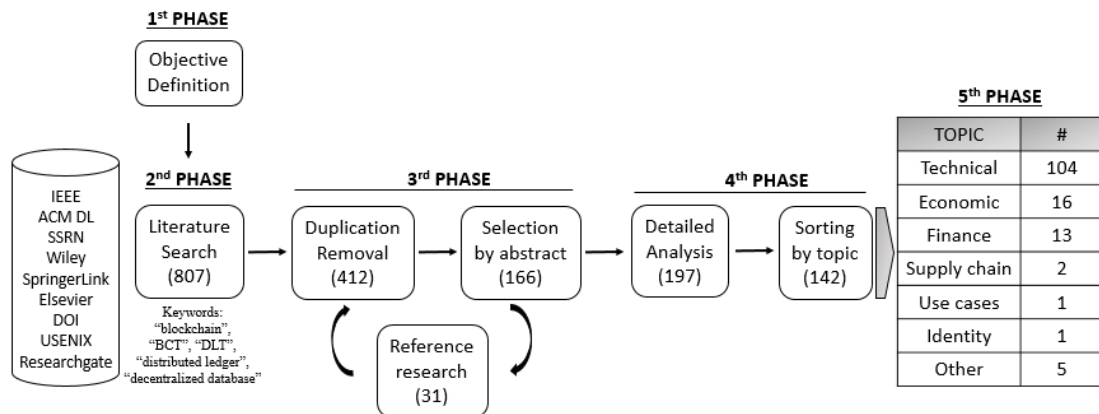 1st PHASE
Objective
Definition
IEEE
ACM DL
SSRN
Wiley
SpringerLink
Elsevier
DOI
USENIX
Researchgate
2nd PHASE
Literature
Search
(807)
Keywords:
“blockchain”,
“BCT”, “DLT”,
“distributed ledger”,
“decentralized database”
3rd PHASE
Duplication
Removal
(412)
Selection
by abstract
(166)
Reference
research
(31)
4th PHASE
Detailed
Analysis
(197)
Sorting
by topic
(142)
5th PHASE
TOPIC #
Technical 104
Economic 16
Finance 13
Supply chain 2
Use cases 1
Identity 1
Other 5